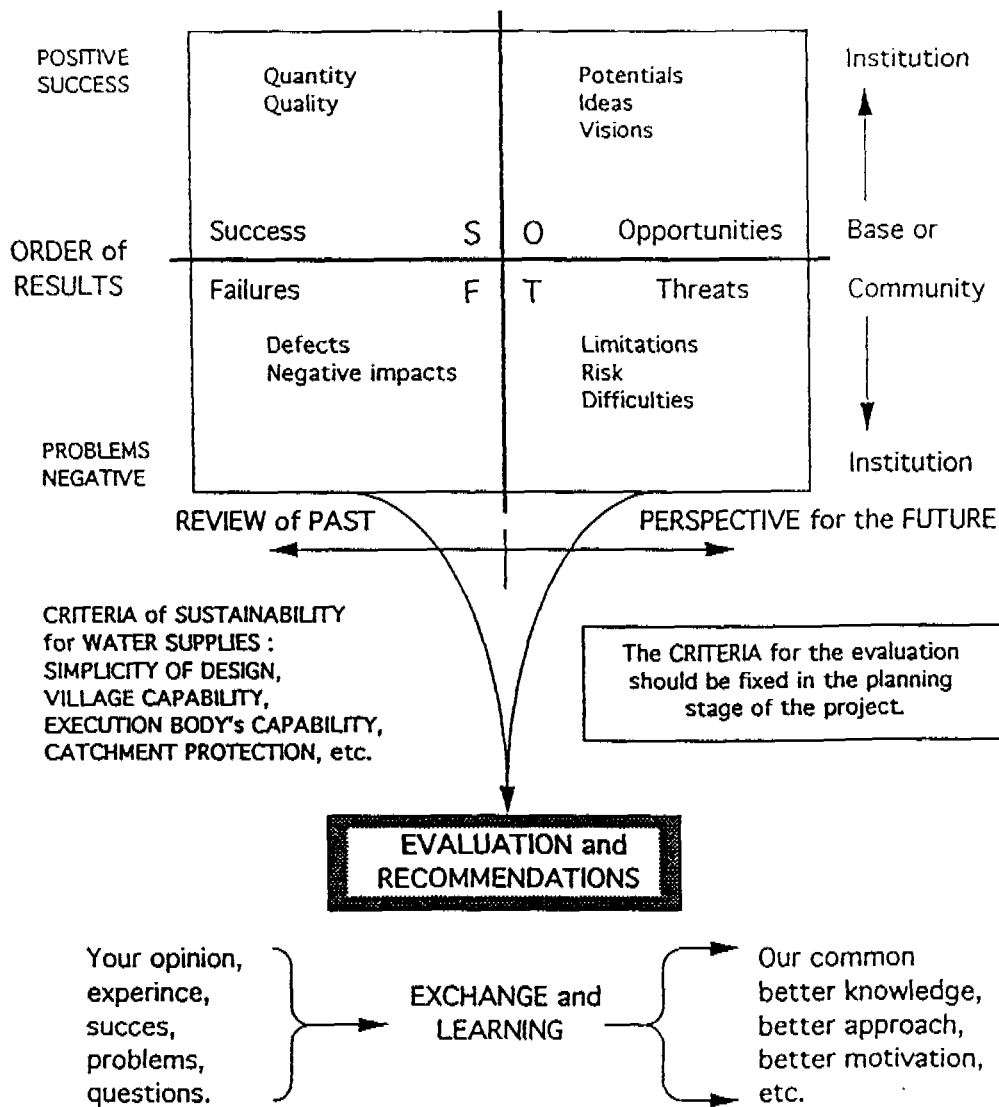 POSITIVE
SUCCESS
Quantity
Quality
Potentials
Ideas
Visions
Institution
Success
S
O
Opportunities
Base or
ORDER of
RESULTS
Failures
F
T
Threats
Community
Defects
Negative impacts
Limitations
Risk
Difficulties
PROBLEMS
NEGATIVE
Institution
REVIEW of PAST
PERSPECTIVE for the FUTURE
CRITERIA of SUSTAINABILITY
for WATER SUPPLIES :
SIMPLICITY OF DESIGN,
VILLAGE CAPABILITY,
EXECUTION BODY's CAPABILITY,
CATCHMENT PROTECTION, etc.
The CRITERIA for the evaluation
should be fixed in the planning
stage of the project.
EVALUATION and
RECOMMENDATIONS
Your opinion,
experince,
succes,
problems,
questions.
EXCHANGE and
LEARNING
Our common
better knowledge,
better approach,
better motivation,
etc.